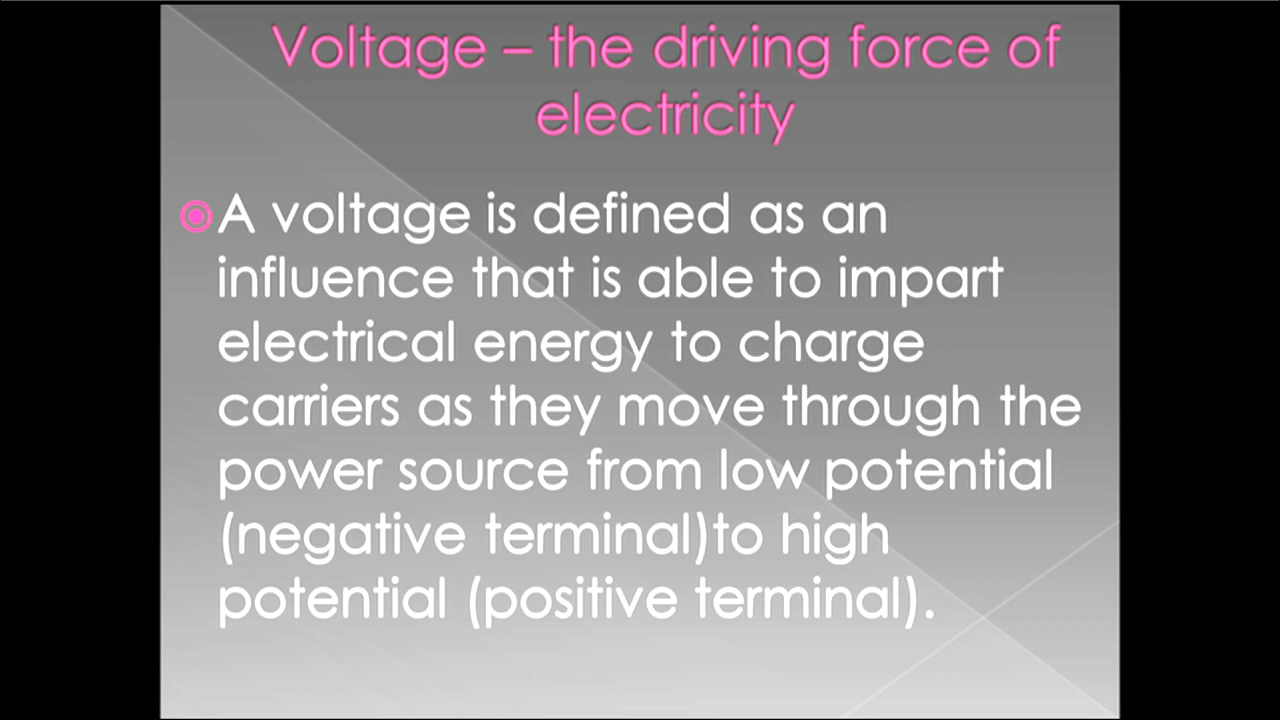 Voltage – the driving force of
electricity
A voltage is defined as an
influence that is able to impart
electrical energy to charge
carriers as they move through the
power source from low potential
(negative terminal)to high
potential (positive terminal).